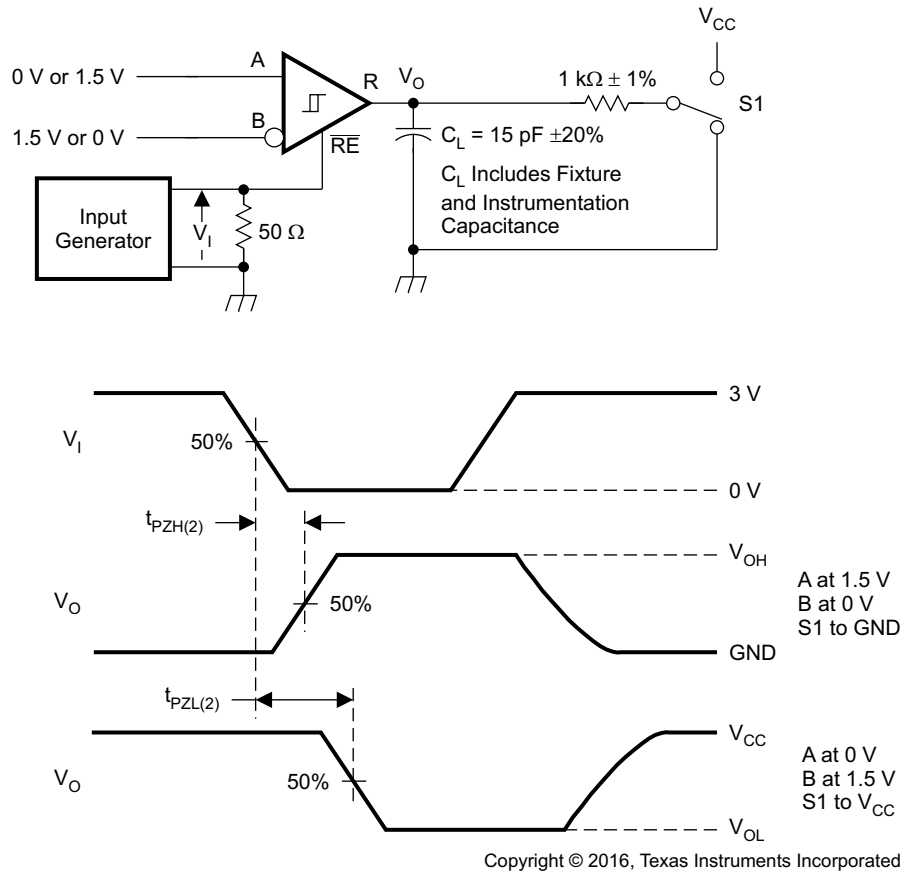 V_CC
0 V or 1.5 V
A
R
V_O
1 kΩ ± 1%
S1
1.5 V or 0 V
B
R̅E̅
C_L = 15 pF ±20%
C_L Includes Fixture
and Instrumentation
Capacitance
Input
Generator
V_I
50 Ω
3 V
V_I
50%
0 V
t_PZH(2)
V_OH
V_O
50%
A at 1.5 V
B at 0 V
S1 to GND
GND
t_PZL(2)
V_CC
V_O
50%
A at 0 V
B at 1.5 V
S1 to V_CC
V_OL
Copyright © 2016, Texas Instruments Incorporated